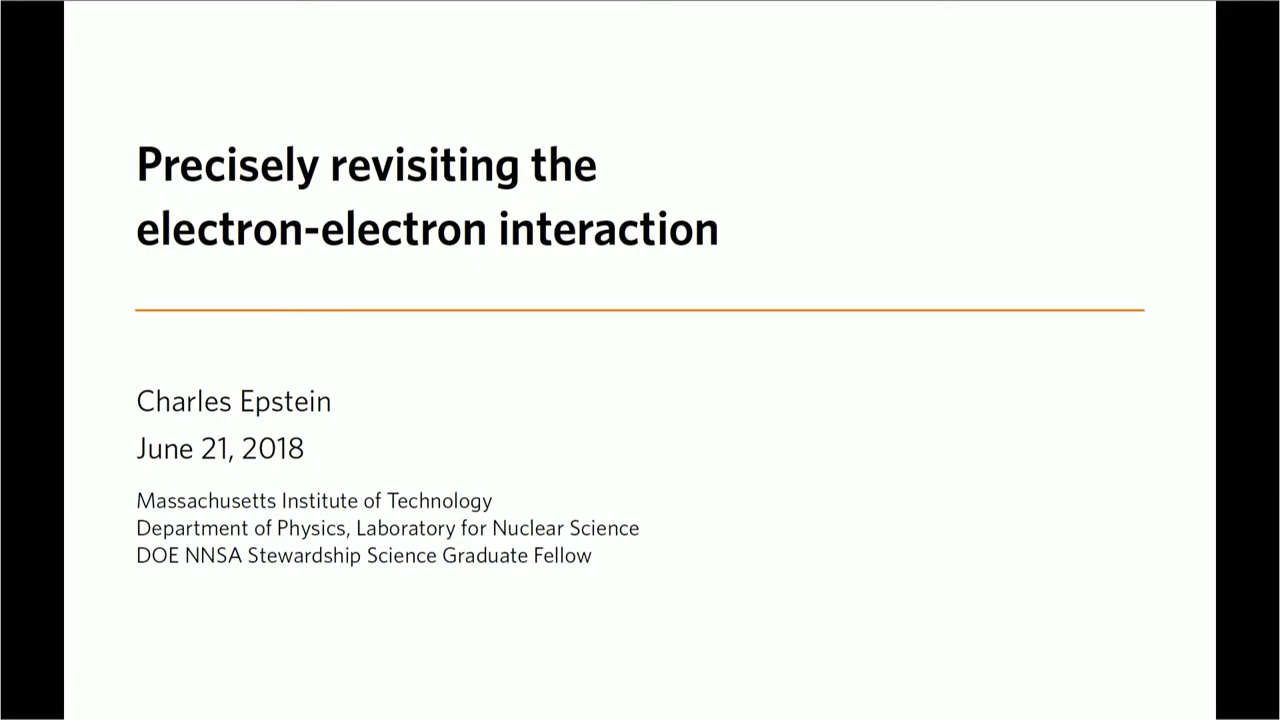 Precisely revisiting the
electron-electron interaction
Charles Epstein
June 21, 2018
Massachusetts Institute of Technology
Department of Physics, Laboratory for Nuclear Science
DOE NNSA Stewardship Science Graduate Fellow